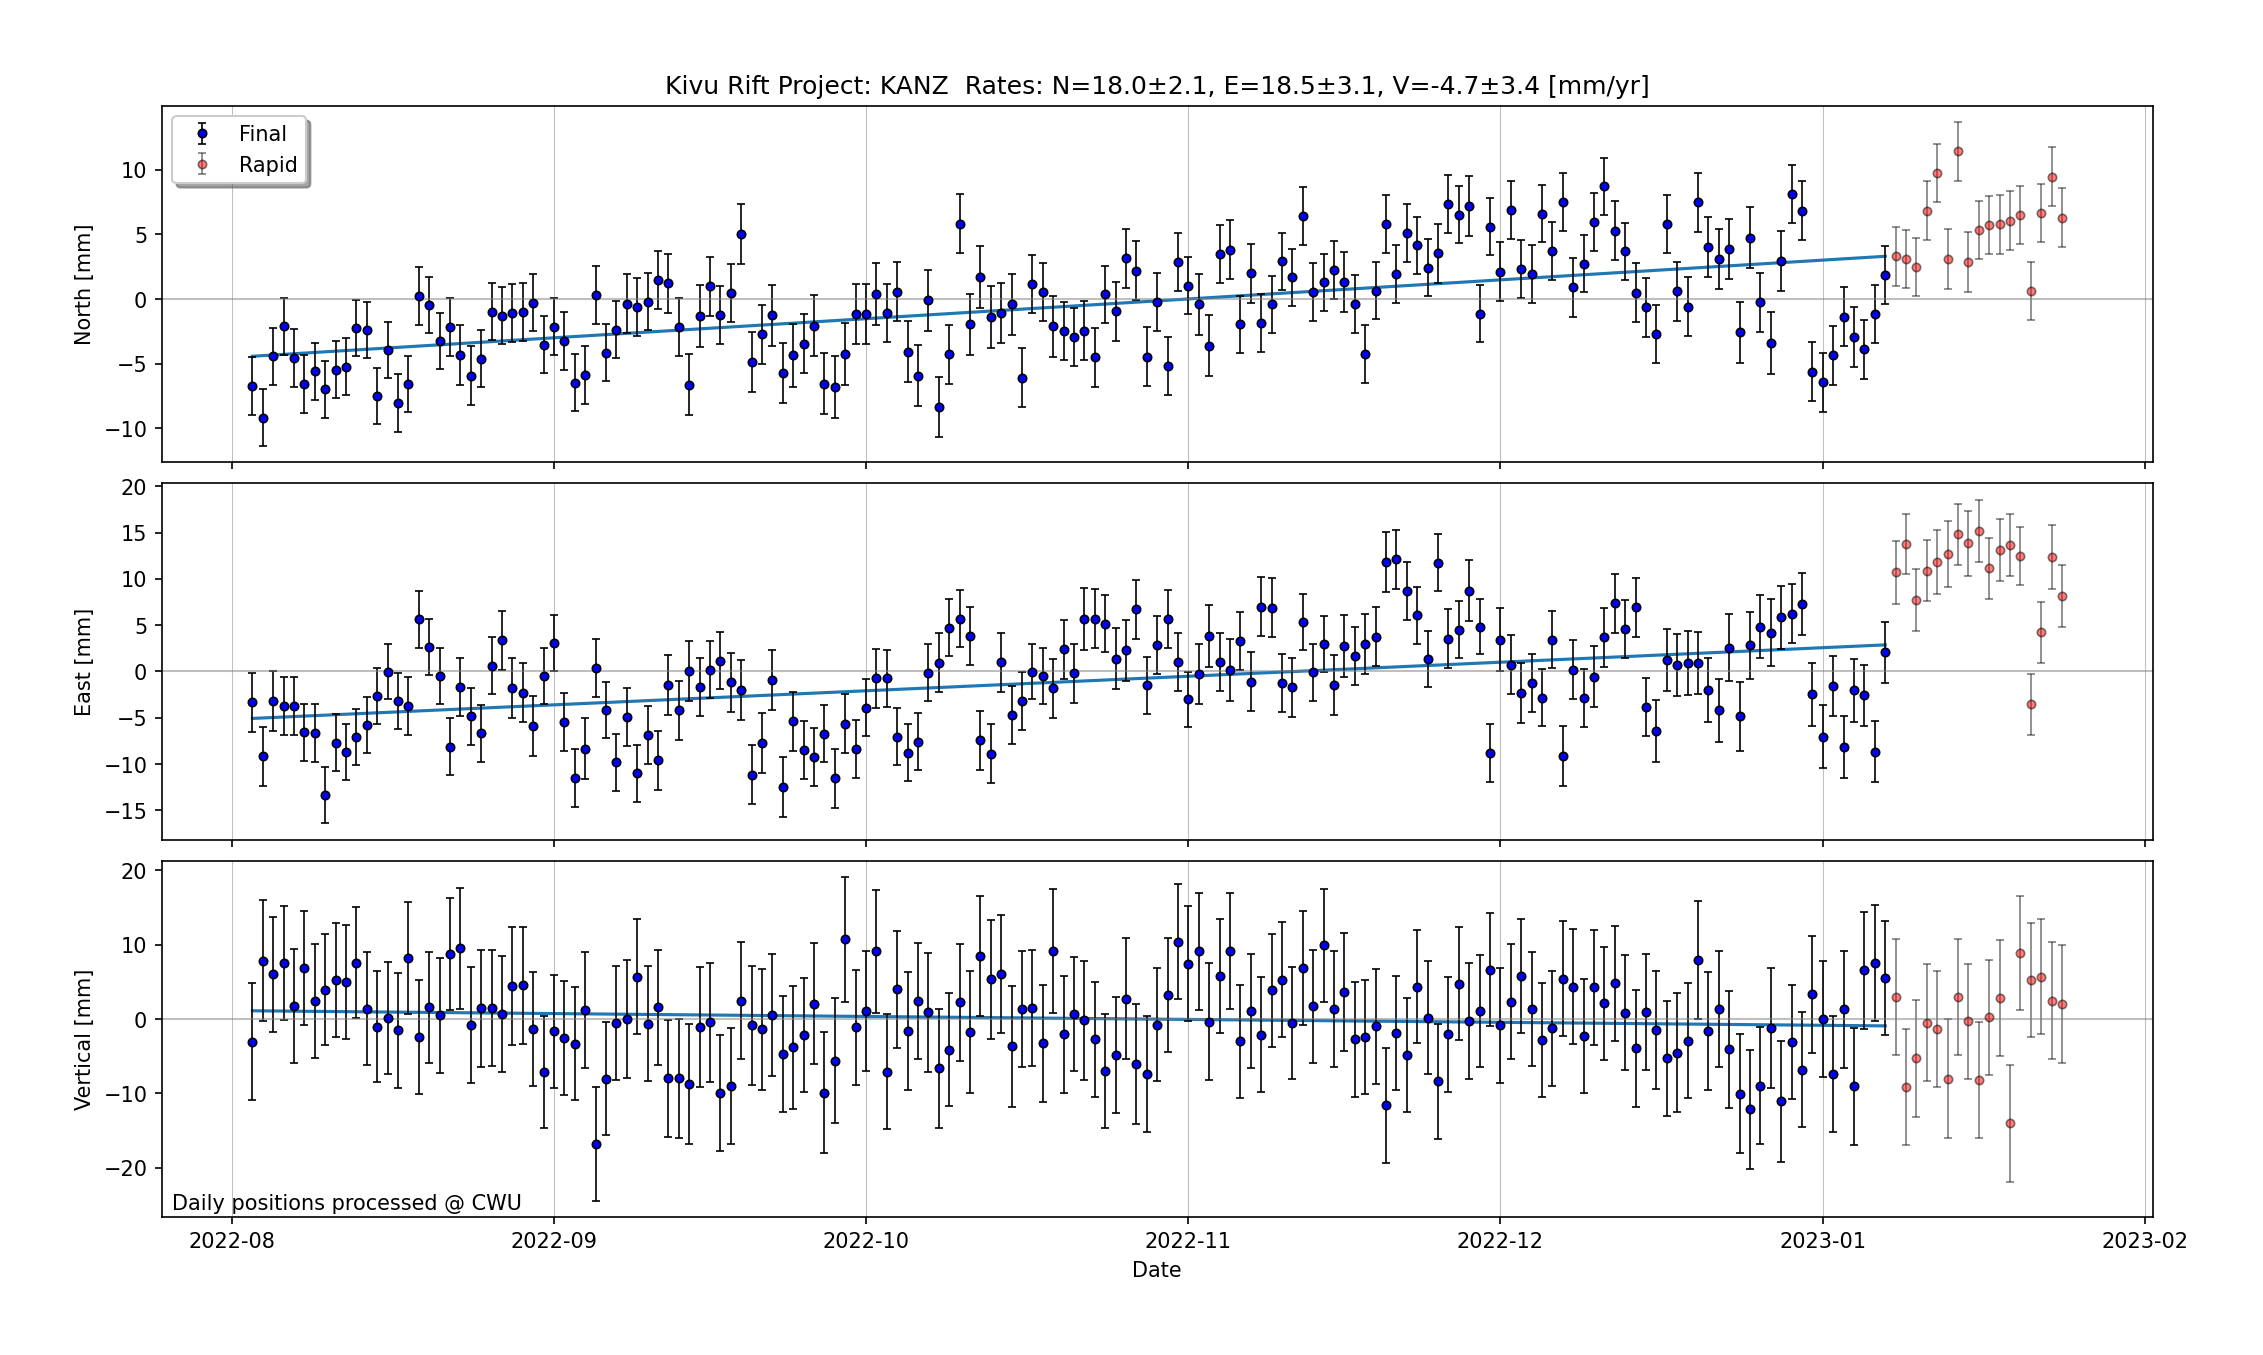 Kivu Rift Project: KANZ  Rates: N=18.0±2.1, E=18.5±3.1, V=-4.7±3.4 [mm/yr]
Final
Rapid
North [mm]
10
5
0
−5
−10
East [mm]
20
15
10
5
0
−5
−10
−15
Vertical [mm]
20
10
0
−10
−20
Daily positions processed @ CWU
2022-08 2022-09 2022-10 2022-11 2022-12 2023-01 2023-02
Date